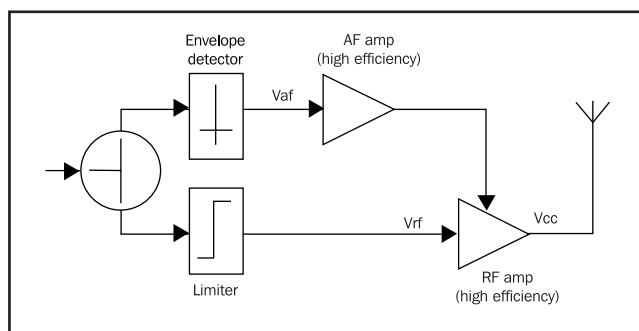 Envelope
detector
AF amp
(high efficiency)
Vaf
Vrf
Vcc
Limiter
RF amp
(high efficiency)